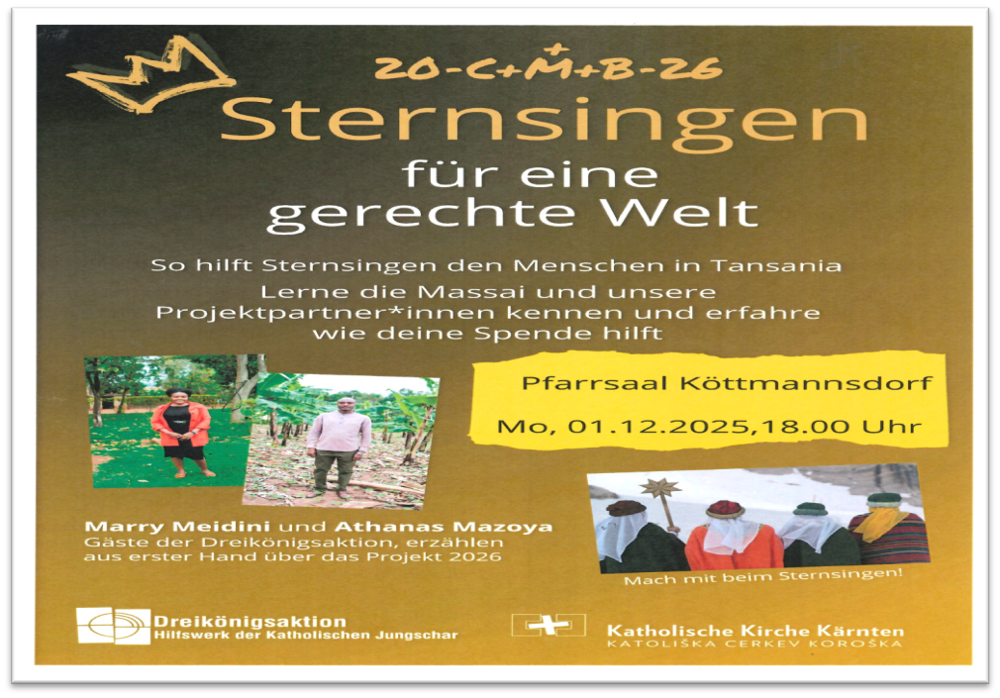 20-C+M+B-26
Sternsingen
für eine
gerechte Welt
So hilft Sternsingen den Menschen in Tansania
Lerne die Massai und unsere
Projektpartner*innen kennen und erfahre
wie deine Spende hilft
Pfarrsaal Köttmannsdorf
Mo, 01.12.2025,18.00 Uhr
Marry Meidini und Athanas Mazoya
Gäste der Dreikönigsaktion, erzählen
aus erster Hand über das Projekt 2026
Mach mit beim Sternsingen!
Dreikönigsaktion
Hilfswerk der Katholischen Jungschar
Katholische Kirche Kärnten
KATOLIŠKA CERKEV KOROŠKA